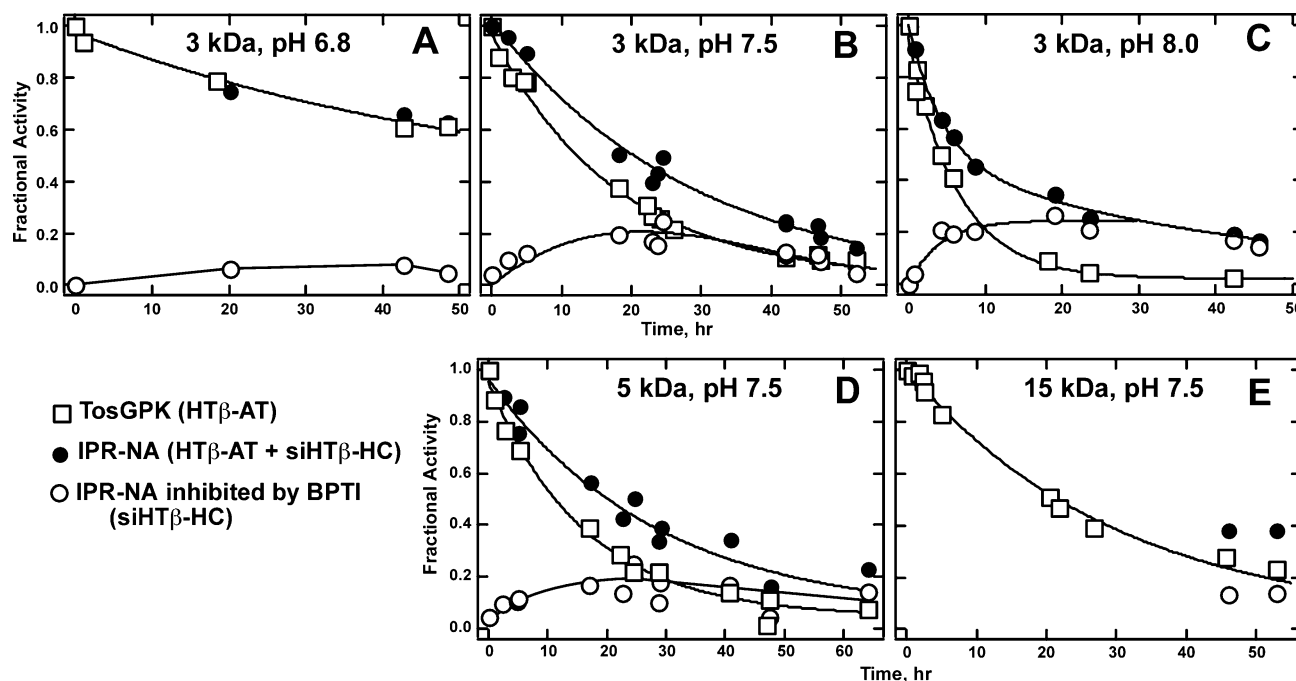 3 kDa, pH 6.8
A
3 kDa, pH 7.5
B
3 kDa, pH 8.0
C
Fractional Activity
1.0
0.8
0.6
0.4
0.2
0.0
0 10 20 30 40 50
0 10 20 30 40 50
0 10 20 30 40 50
Time, hr
TosGPK (HTβ-AT)
IPR-NA (HTβ-AT + siHTβ-HC)
IPR-NA inhibited by BPTI
(siHTβ-HC)
5 kDa, pH 7.5
D
15 kDa, pH 7.5
E
Fractional Activity
1.0
0.8
0.6
0.4
0.2
0.0
0 10 20 30 40 50 60
0 10 20 30 40 50
Time, hr